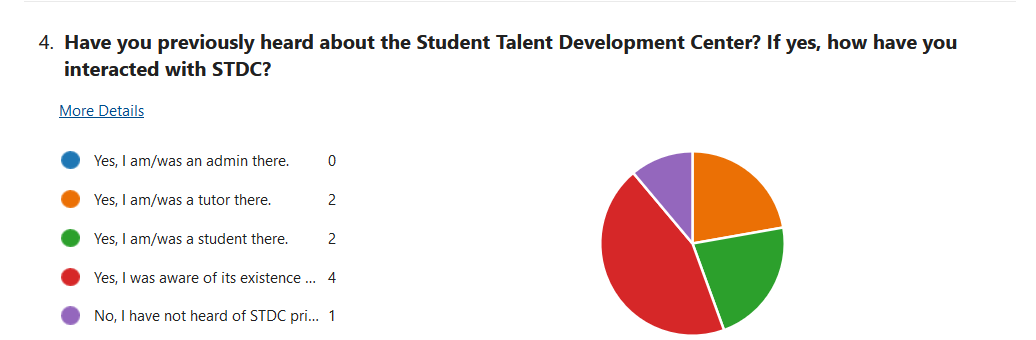 4. Have you previously heard about the Student Talent Development Center? If yes, how have you
interacted with STDC?
More Details
Yes, I am/was an admin there. 0
Yes, I am/was a tutor there. 2
Yes, I am/was a student there. 2
Yes, I was aware of its existence ... 4
No, I have not heard of STDC pri... 1